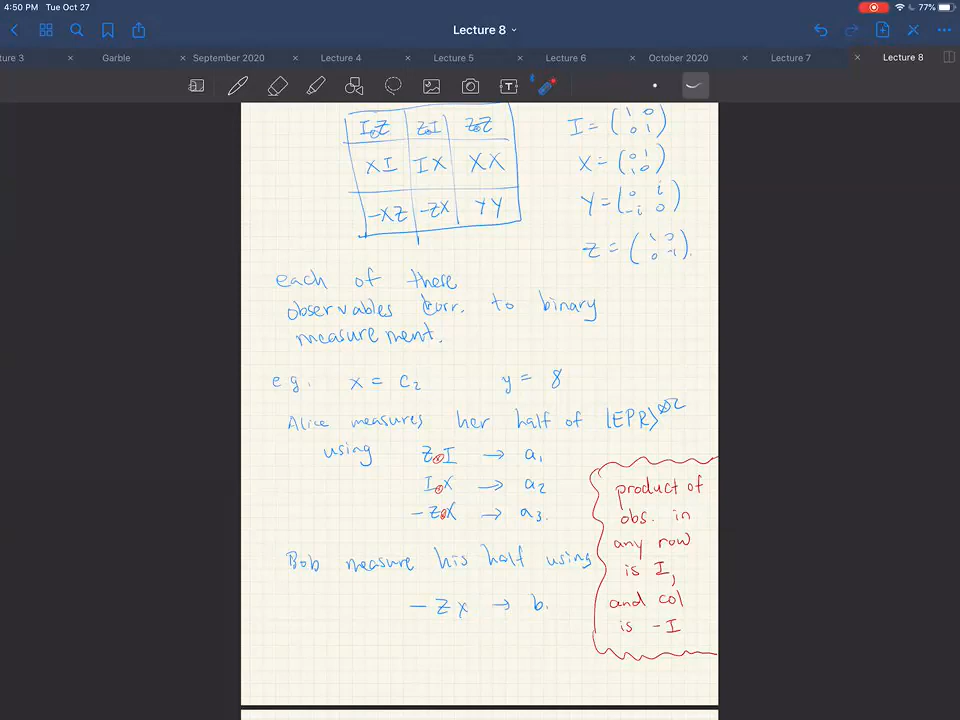 4:50 PM Tue Oct 27
77%
Lecture 8
ture 3
Garble
September 2020
Lecture 4
Lecture 5
Lecture 6
October 2020
Lecture 7
Lecture 8
I⊗Z Z⊗I Z⊗Z
XI IX XX
-XZ -ZX YY
I = (1 0
0 1)
X = (0 1
1 0)
Y = (0 i
-i 0)
Z = (1 0
0 -1).
each of these
observables corr. to binary
measurement.
e.g. x = C2 y = 8
Alice measures her half of |EPR⟩⊗2
using Z⊗I → a1
I⊗X → a2
-Z⊗X → a3.
product of
obs. in
any row
is I,
and col
is -I
Bob measure his half using
- ZX → b.